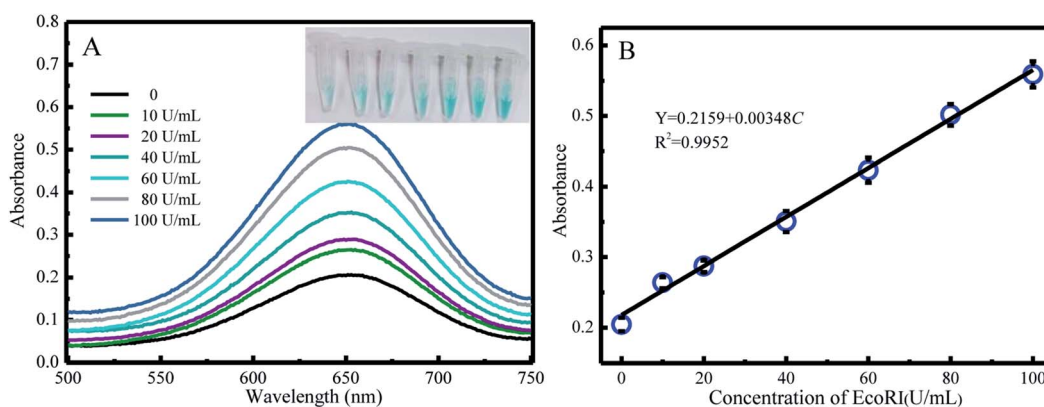 A
0
10 U/mL
20 U/mL
40 U/mL
60 U/mL
80 U/mL
100 U/mL
Absorbance
0.8
0.7
0.6
0.5
0.4
0.3
0.2
0.1
0.0
500 550 600 650 700 750
Wavelength (nm)
B
Y=0.2159+0.00348C
R²=0.9952
Absorbance
0.6
0.5
0.4
0.3
0.2
0 20 40 60 80 100
Concentration of EcoRI(U/mL)